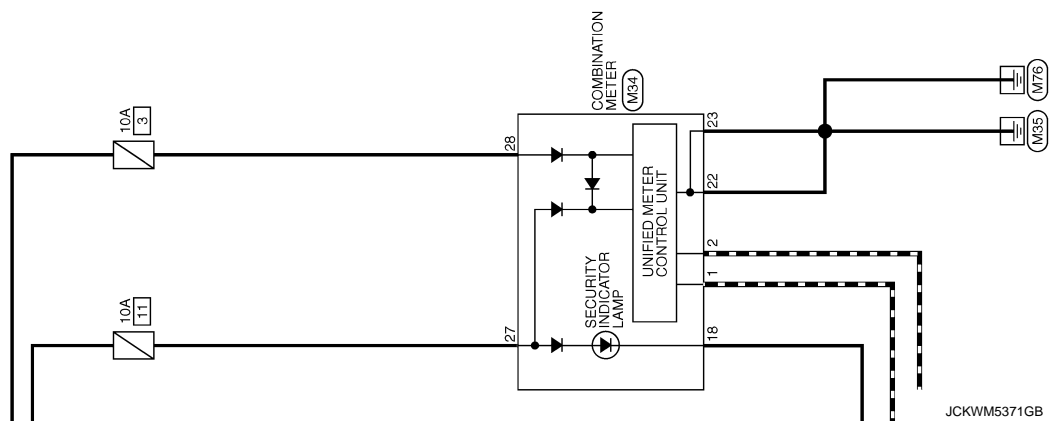 COMBINATION
METER
M34
M76
M35
10A
3
28
23
22
UNIFIED METER
CONTROL UNIT
2
1
10A
11
27
SECURITY
INDICATOR
LAMP
18
JCKWM5371GB